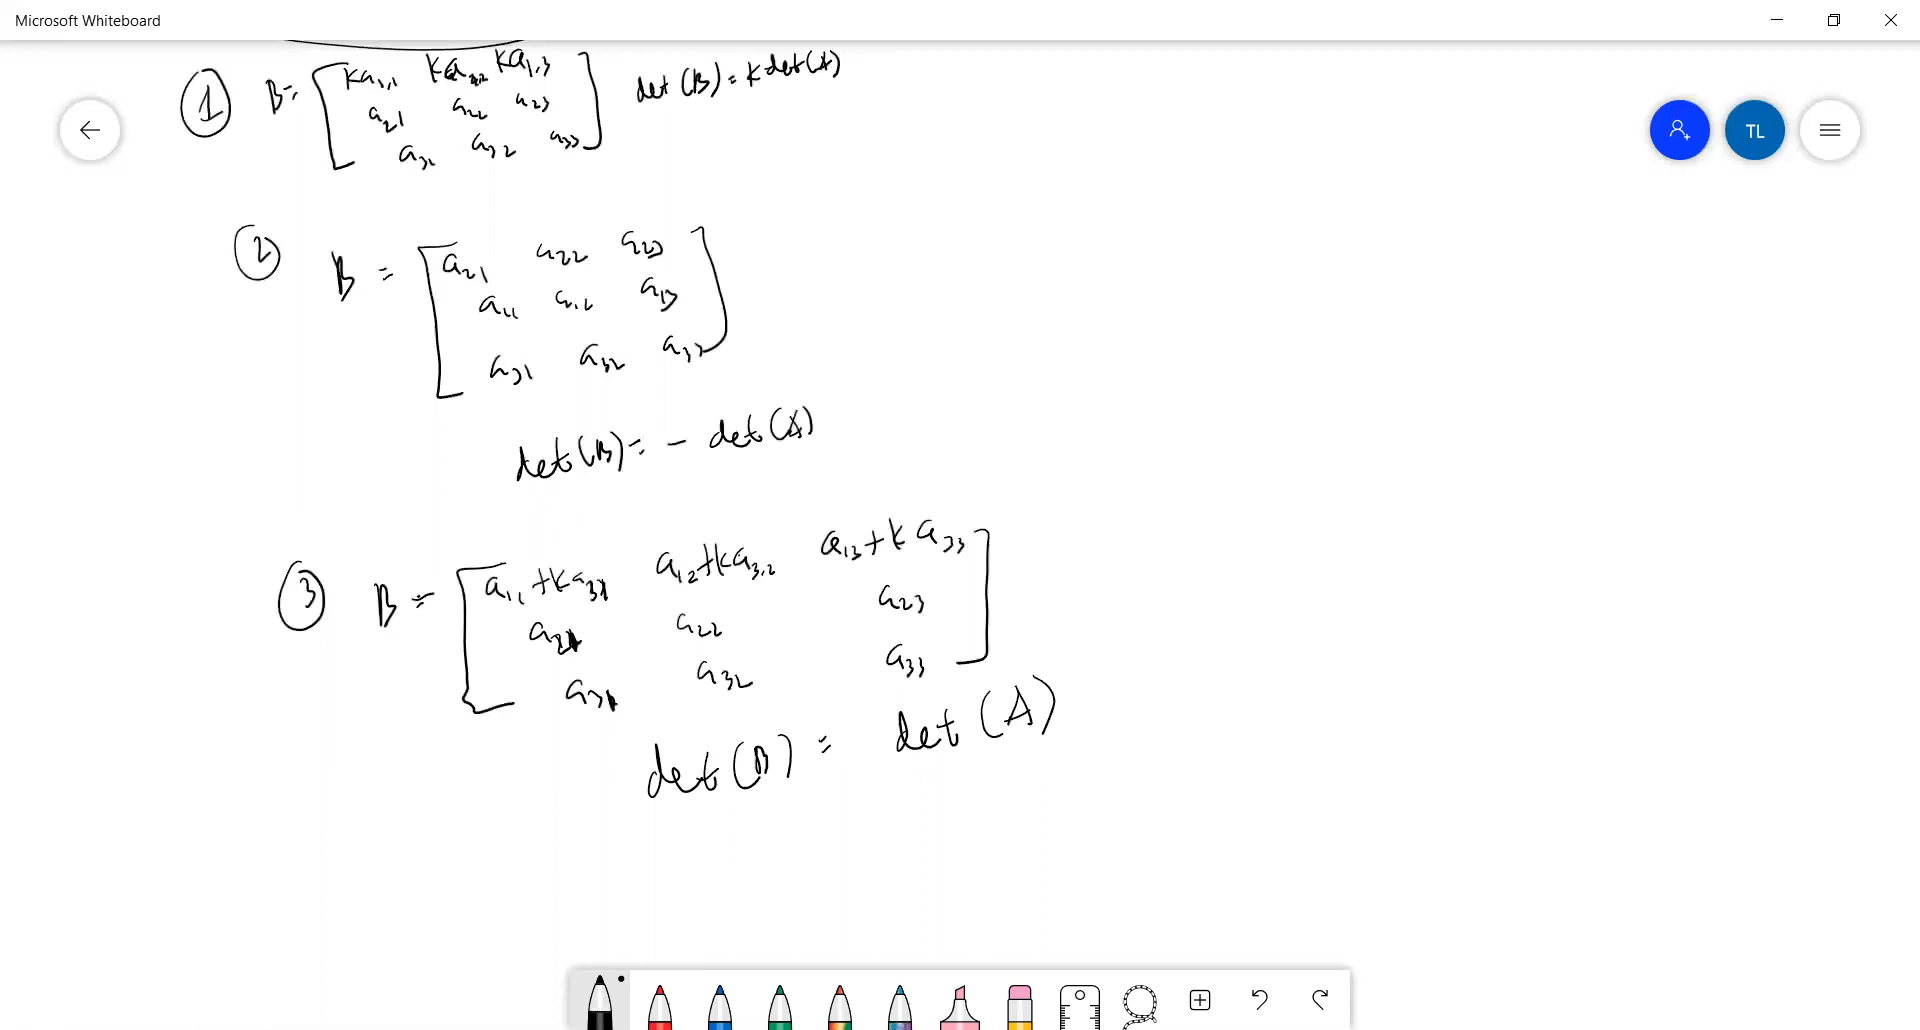 Microsoft Whiteboard
① B= [ka₁,₁ ka₂₂ ka₁,₃ det(B)=k det(A)
a₂₁ a₂₂ a₂₃
a₃₁ a₃₂ a₃₃]
TL
② B = [a₂₁ a₂₂ a₂₃
a₁₁ a₁₂ a₁₃
a₃₁ a₃₂ a₃₃]
det(B)= - det(A)
③ B = [a₁₁+ka₃₁ a₁₂+ka₃,₂ a₁₃+ka₃₃
a₂₁ a₂₂ a₂₃
a₃₁ a₃₂ a₃₃]
det(B) = det(A)